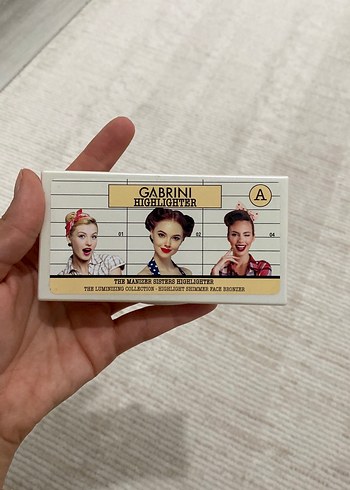 GABRINI
HIGHLIGHTER
A
01
02
04
THE MANIZER SISTERS HIGHLIGHTER
THE LUMINIZING COLLECTION - HIGHLIGHT SHIMMER FACE BRONZER